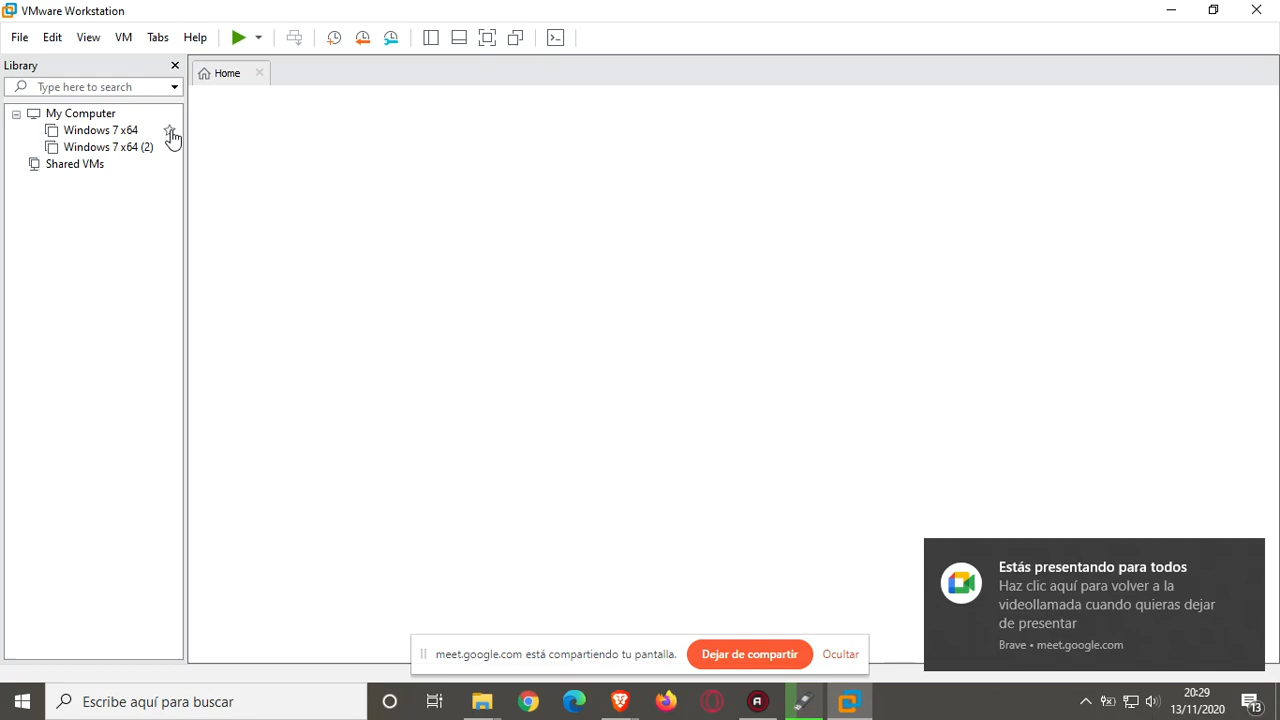 VMware Workstation
File Edit View VM Tabs Help
Library
Type here to search
Home
My Computer
Windows 7 x64
Windows 7 x64 (2)
Shared VMs
Estás presentando para todos
Haz clic aquí para volver a la
videollamada cuando quieras dejar
de presentar
Brave • meet.google.com
meet.google.com está compartiendo tu pantalla. Dejar de compartir Ocultar
Escribe aquí para buscar
20:29
13/11/2020
13